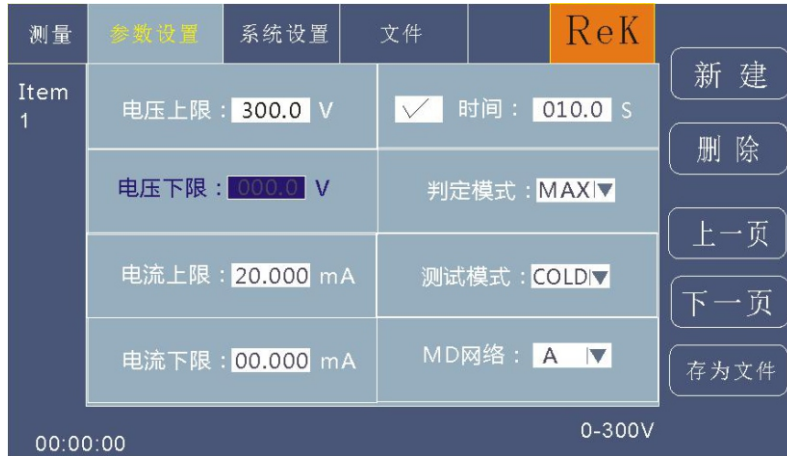 测量 参数设置 系统设置 文件 ReK
Item
1
电压上限：300.0 V
时间：010.0 S
电压下限：000.0 V
判定模式：MAX
电流上限：20.000 mA
测试模式：COLD
电流下限：00.000 mA
MD网络：A
新建
删除
上一页
下一页
存为文件
00:00:00
0-300V